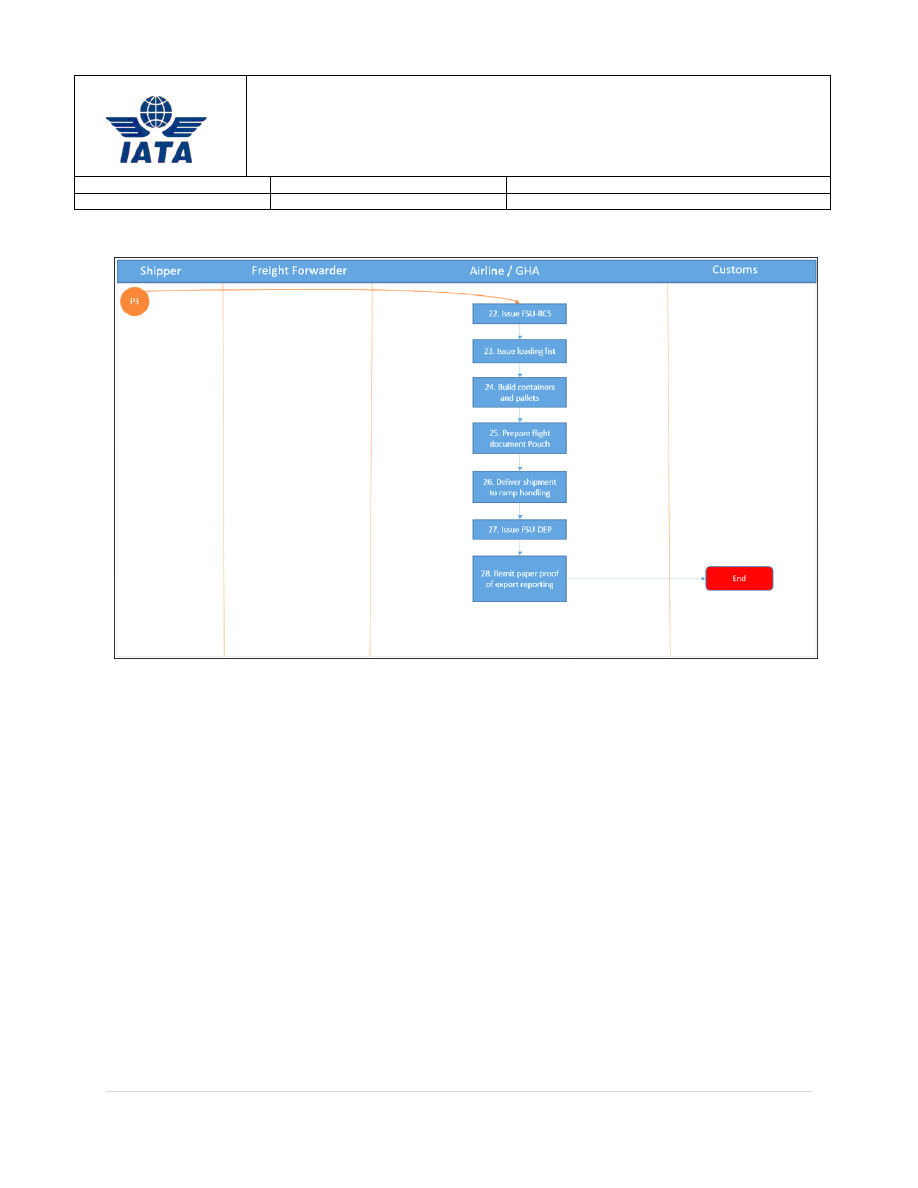 IATA
Shipper
Freight Forwarder
Airline / GHA
Customs
P3
22. Issue FSU-RCS
23. Issue loading list
24. Build containers
and pallets
25. Prepare flight
document Pouch
26. Deliver shipment
to ramp handling
27. Issue FSU-DEP
28. Remit paper proof
of export reporting
End